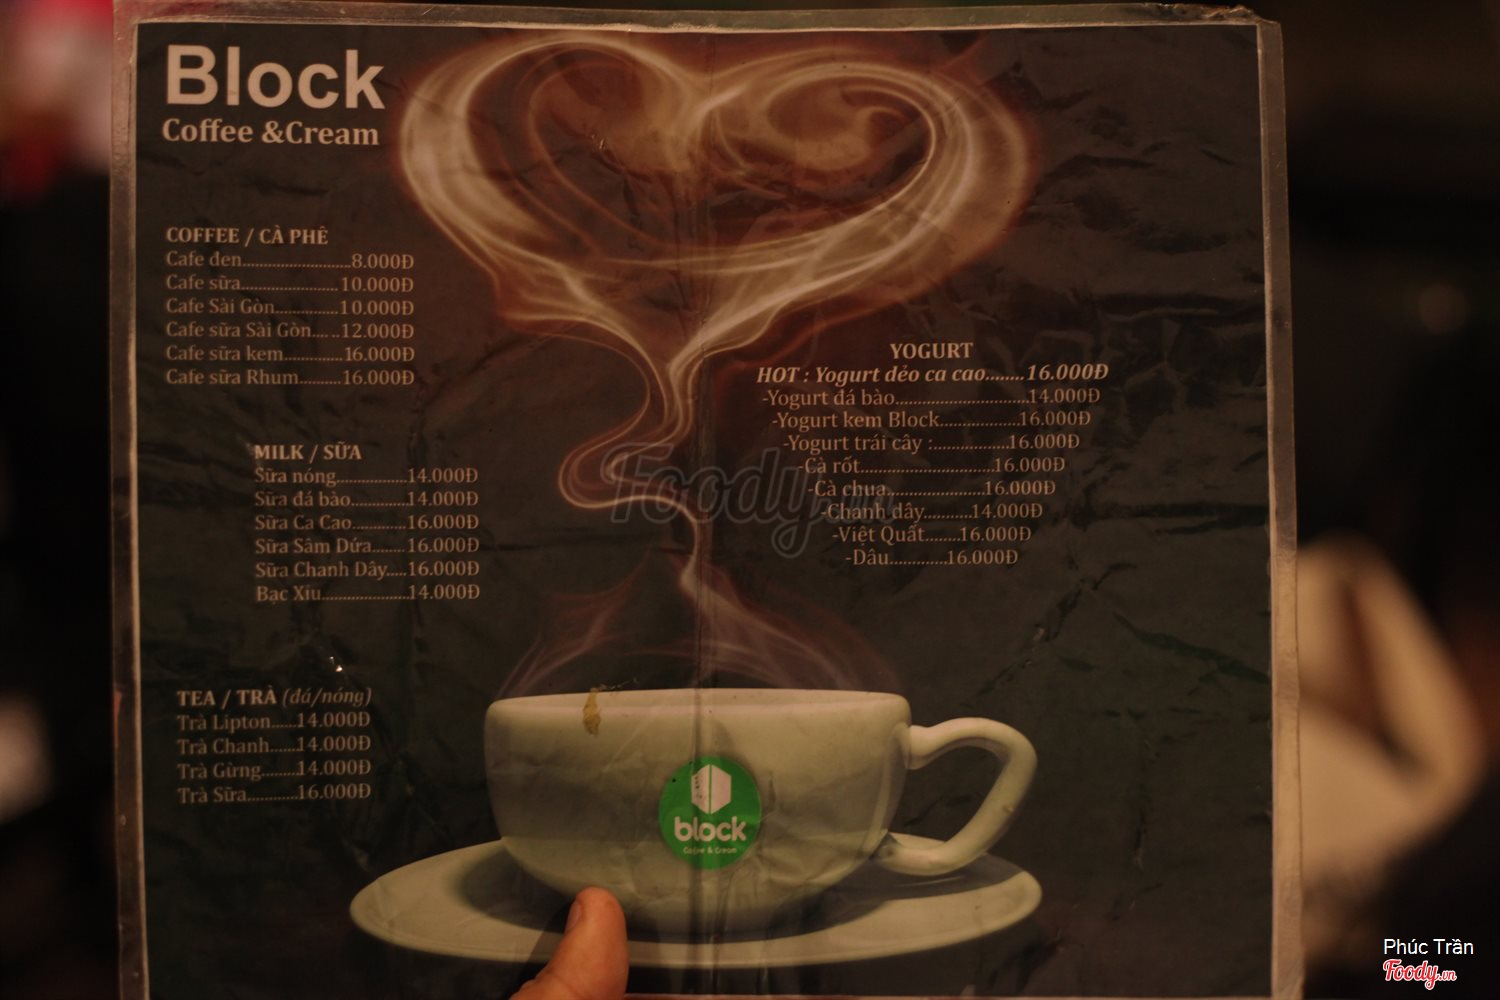 Block
Coffee &Cream
COFFEE / CÀ PHÊ
Cafe đen...........................8.000Đ
Cafe sữa........................10.000Đ
Cafe Sài Gòn................10.000Đ
Cafe sữa Sài Gòn.... ..12.000Đ
Cafe sữa kem...............16.000Đ
Cafe sữa Rhum..........16.000Đ
MILK / SỮA
Sữa nóng.................14.000Đ
Sữa đá bào..............14.000Đ
Sữa Ca Cao.............16.000Đ
Sữa Sâm Dứa........16.000Đ
Sữa Chanh Dây.....16.000Đ
Bạc Xỉu.....................14.000Đ
TEA / TRÀ (đá/nóng)
Trà Lipton......14.000Đ
Trà Chanh......14.000Đ
Trà Gừng........14.000Đ
Trà Sữa............16.000Đ
YOGURT
HOT : Yogurt dẻo ca cao........16.000Đ
-Yogurt đá bào.............................14.000Đ
-Yogurt kem Block.................16.000Đ
-Yogurt trái cây :.................16.000Đ
-Cà rốt.............................16.000Đ
-Cà chua.....................16.000Đ
-Chanh dây..........14.000Đ
-Việt Quất.......16.000Đ
-Dâu............16.000Đ
Foody.vn
block
Coffee & Cream
Phúc Trần
Foody.vn